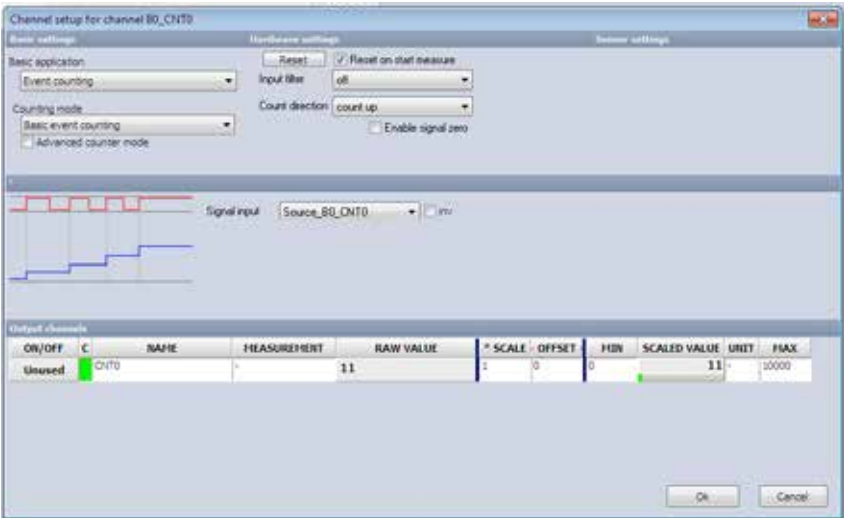 Channel setup for channel B0_CNT0
Basic settings Hardware settings Sensor settings
Basic application
Event counting
Counting mode
Basic event counting
Advanced counter mode
Reset Reset on start measure
Input filter off
Count direction count up
Enable signal zero
Signal input Source_B0_CNT0 inv
Output channels
ON/OFF C NAME MEASUREMENT RAW VALUE * SCALE OFFSET MIN SCALED VALUE UNIT MAX
Unused CNT0 - 11 1 0 0 11 - 10000
Ok Cancel